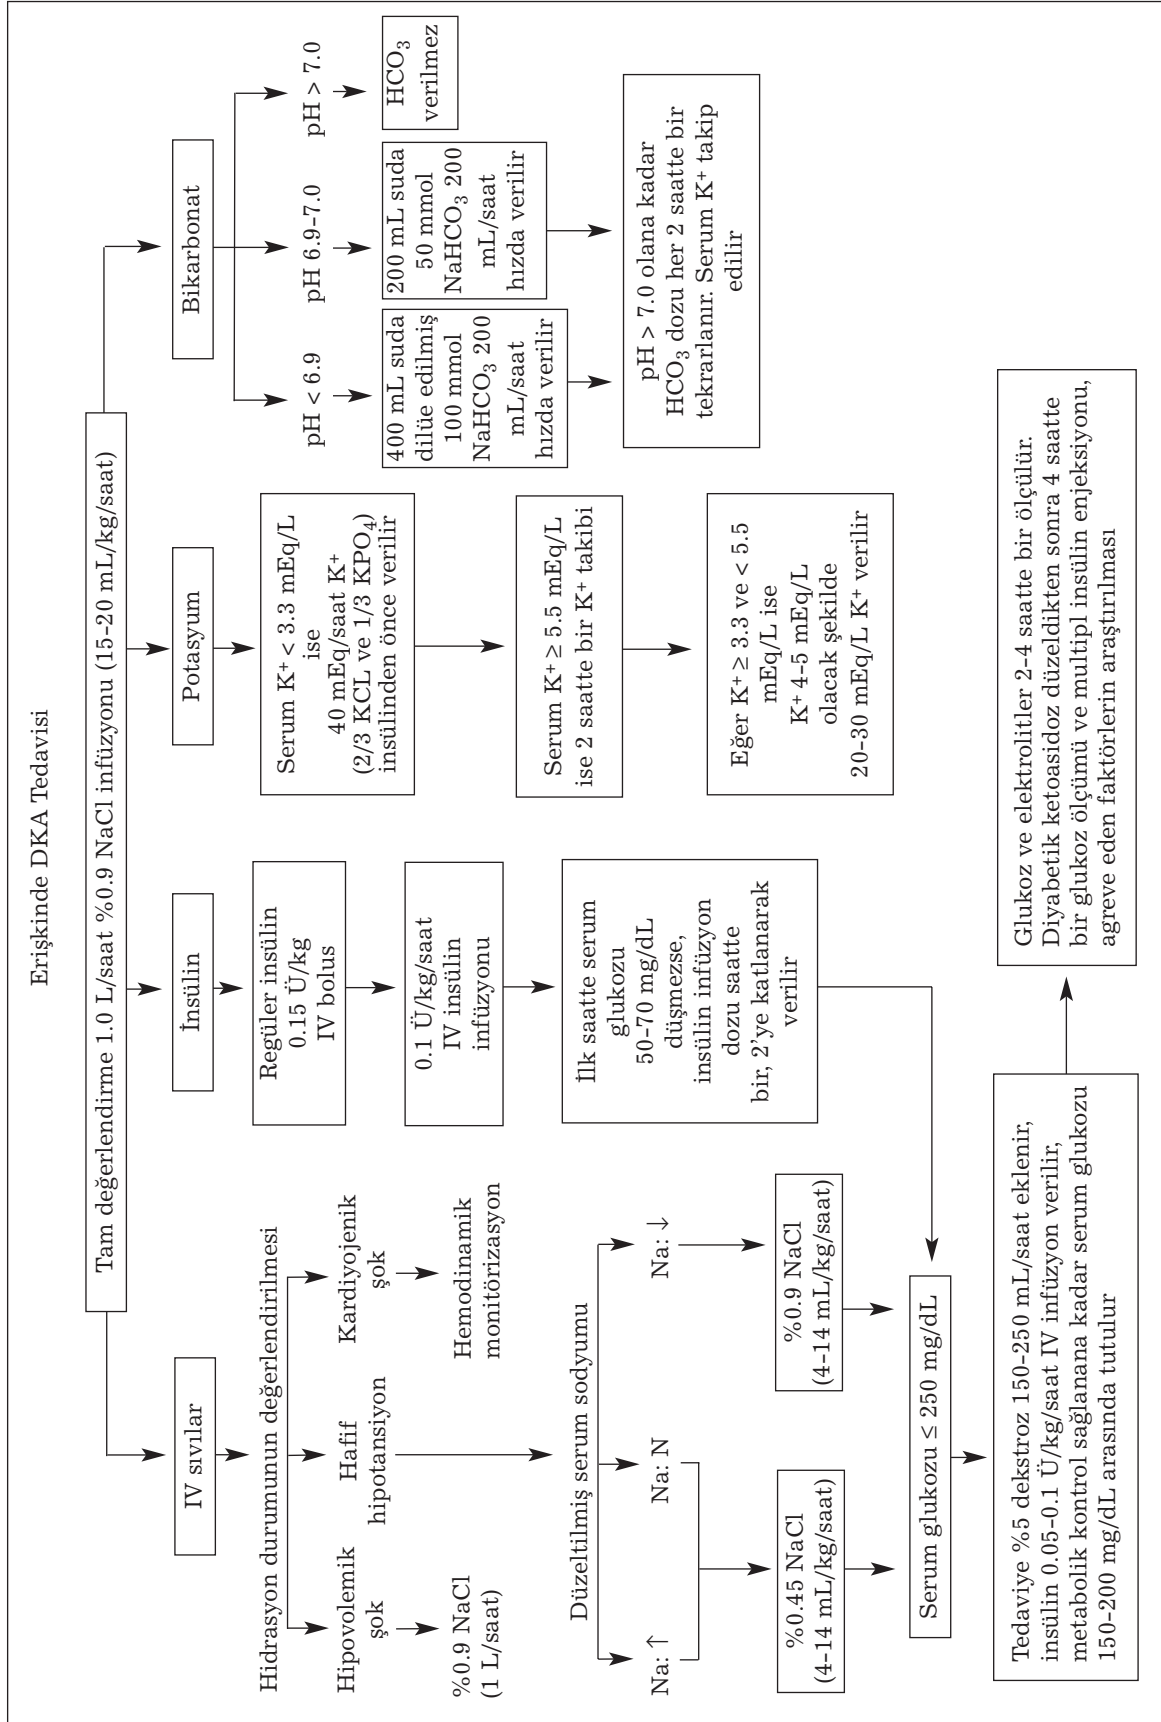 Erişkinde DKA Tedavisi
Tam değerlendirme 1.0 L/saat %0.9 NaCl infüzyonu (15-20 mL/kg/saat)
IV sıvılar
Hidrasyon durumunun değerlendirilmesi
Hipovolemik
şok
%0.9 NaCl
(1 L/saat)
Hafif
hipotansiyon
Kardiyojenik
şok
Hemodinamik
monitörizasyon
Düzeltilmiş serum sodyumu
Na: ↑
Na: N
Na: ↓
%0.45 NaCl
(4-14 mL/kg/saat)
%0.9 NaCl
(4-14 mL/kg/saat)
İnsülin
Regüler insülin
0.15 Ü/kg
IV bolus
0.1 Ü/kg/saat
IV insülin
infüzyonu
İlk saatte serum
glukozu
50-70 mg/dL
düşmezse,
insülin infüzyon
dozu saatte
bir, 2'ye katlanarak
verilir
Serum glukozu ≤ 250 mg/dL
Tedaviye %5 dekstroz 150-250 mL/saat eklenir,
insülin 0.05-0.1 Ü/kg/saat IV infüzyon verilir,
metabolik kontrol sağlanana kadar serum glukozu
150-200 mg/dL arasında tutulur
Glukoz ve elektrolitler 2-4 saatte bir ölçülür.
Diyabetik ketoasidoz düzeldikten sonra 4 saatte
bir glukoz ölçümü ve multipl insülin enjeksiyonu,
agreve eden faktörlerin araştırılması
Potasyum
Serum K⁺ < 3.3 mEq/L
ise
40 mEq/saat K⁺
(2/3 KCL ve 1/3 KPO₄)
insülinden önce verilir
Serum K⁺ ≥ 5.5 mEq/L
ise 2 saatte bir K⁺ takibi
Eğer K⁺ ≥ 3.3 ve < 5.5
mEq/L ise
K⁺ 4-5 mEq/L
olacak şekilde
20-30 mEq/L K⁺ verilir
Bikarbonat
pH < 6.9
pH 6.9-7.0
pH > 7.0
400 mL suda
dilüe edilmiş
100 mmol
NaHCO₃ 200
mL/saat
hızda verilir
200 mL suda
50 mmol
NaHCO₃ 200
mL/saat
hızda verilir
HCO₃
verilmez
pH > 7.0 olana kadar
HCO₃ dozu her 2 saatte bir
tekrarlanır. Serum K⁺ takip
edilir